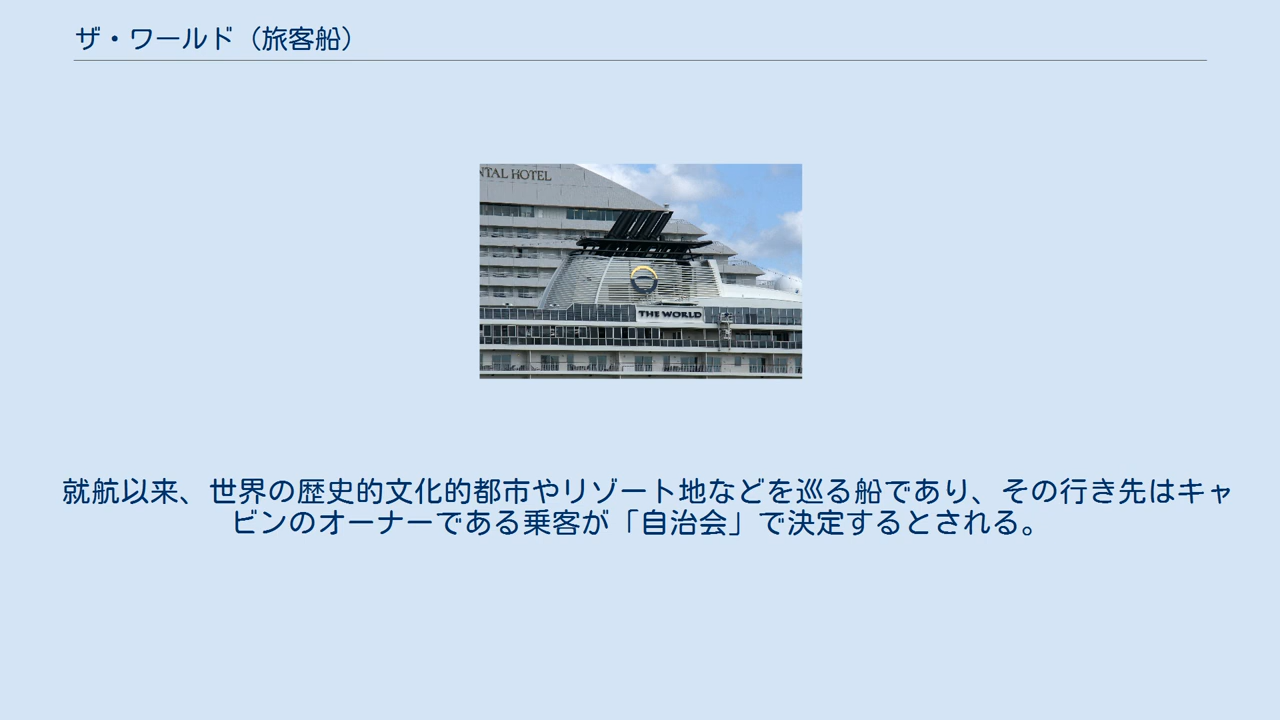 ザ・ワールド（旅客船）
NTAL HOTEL
THE WORLD
就航以来、世界の歴史的文化的都市やリゾート地などを巡る船であり、その行き先はキャ
ビンのオーナーである乗客が「自治会」で決定するとされる。